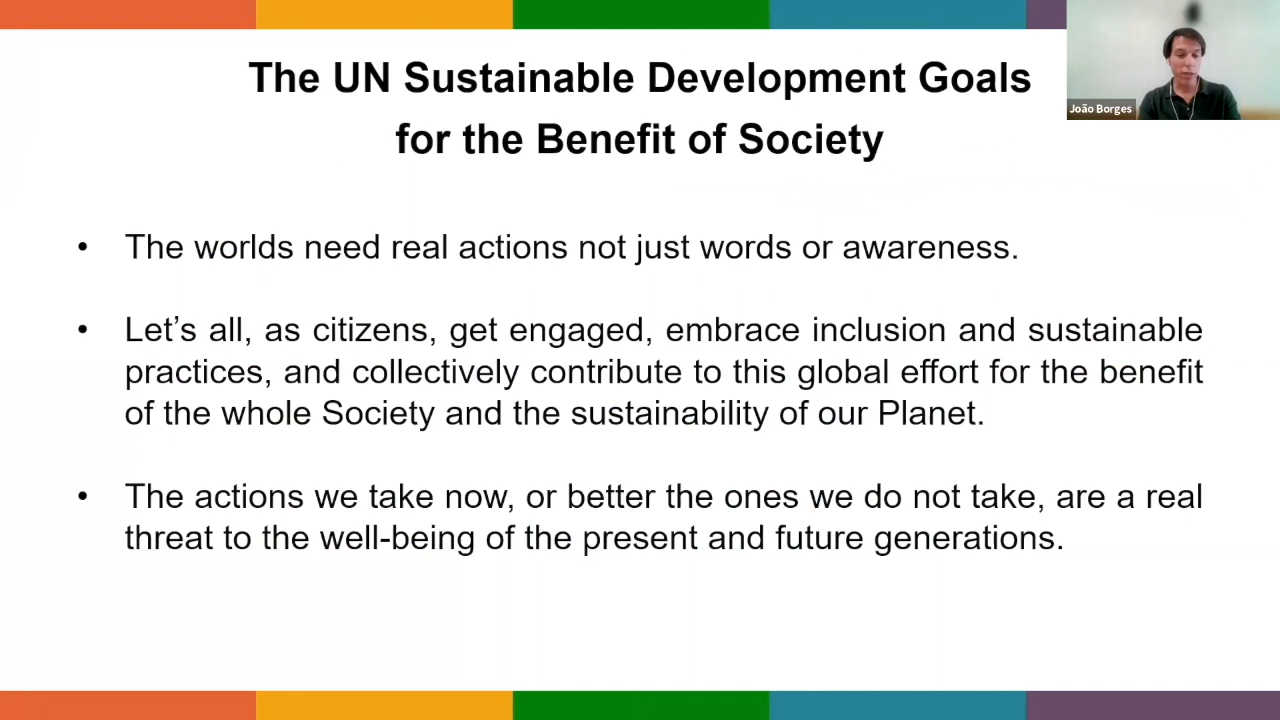 The UN Sustainable Development Goals
for the Benefit of Society
João Borges
• The worlds need real actions not just words or awareness.
• Let’s all, as citizens, get engaged, embrace inclusion and sustainable
practices, and collectively contribute to this global effort for the benefit
of the whole Society and the sustainability of our Planet.
• The actions we take now, or better the ones we do not take, are a real
threat to the well-being of the present and future generations.